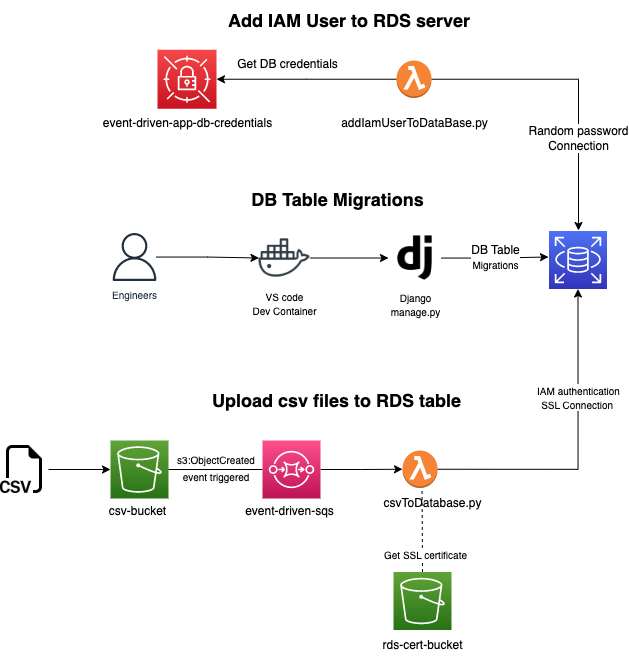 Add IAM User to RDS server
Get DB credentials
event-driven-app-db-credentials
addIamUserToDataBase.py
Random password
Connection
DB Table Migrations
dj
DB Table
Migrations
Engineers
VS code
Dev Container
Django
manage.py
IAM authentication
SSL Connection
Upload csv files to RDS table
CSV
s3:ObjectCreated
event triggered
λ
csv-bucket
event-driven-sqs
csvToDatabase.py
Get SSL certificate
rds-cert-bucket